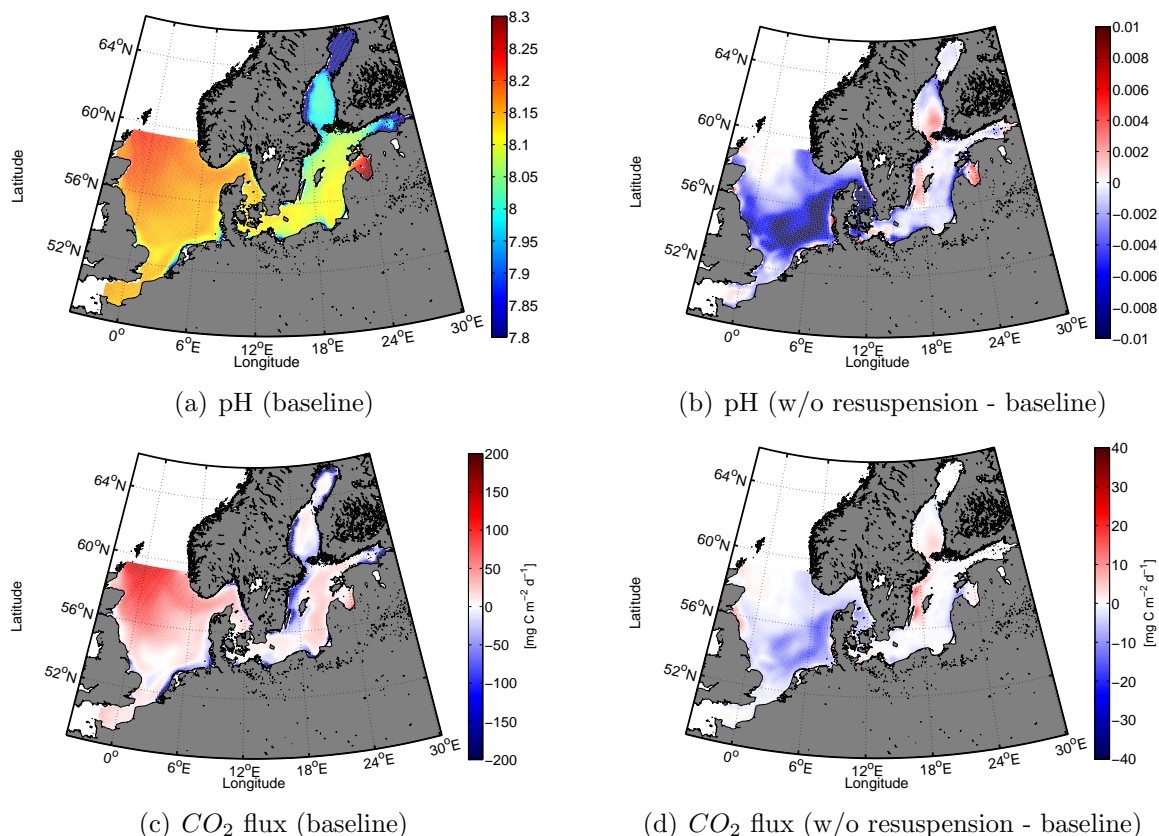 64°N
60°N
56°N
52°N
Latitude
0°
6°E
12°E
18°E
24°E
30°E
Longitude
8.3
8.25
8.2
8.15
8.1
8.05
8
7.95
7.9
7.85
7.8
(a) pH (baseline)
64°N
60°N
56°N
52°N
Latitude
0°
6°E
12°E
18°E
24°E
30°E
Longitude
0.01
0.008
0.006
0.004
0.002
0
−0.002
−0.004
−0.006
−0.008
−0.01
(b) pH (w/o resuspension - baseline)
64°N
60°N
56°N
52°N
Latitude
0°
6°E
12°E
18°E
24°E
30°E
Longitude
200
150
100
50
0
−50
−100
−150
−200
[mg C m⁻² d⁻¹]
(c) CO₂ flux (baseline)
64°N
60°N
56°N
52°N
Latitude
0°
6°E
12°E
18°E
24°E
30°E
Longitude
40
30
20
10
0
−10
−20
−30
−40
[mg C m⁻² d⁻¹]
(d) CO₂ flux (w/o resuspension - baseline)